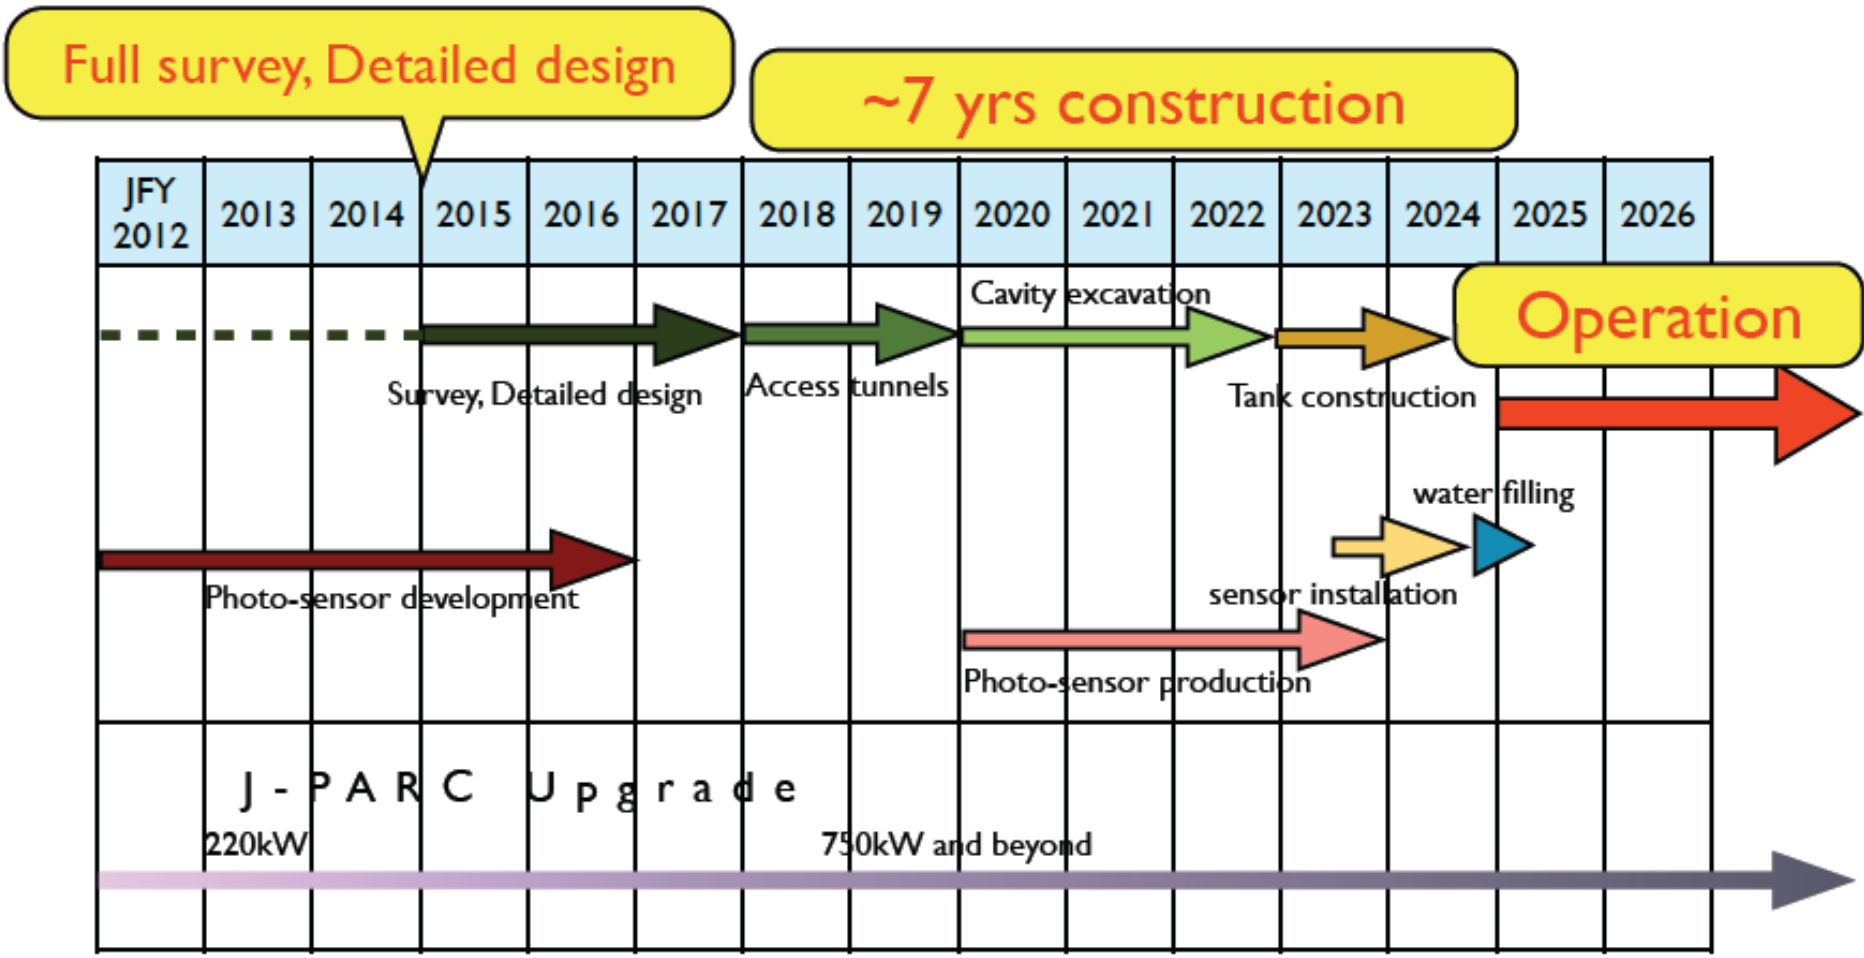 Full survey, Detailed design
~7 yrs construction
JFY
2012
2013
2014
2015
2016
2017
2018
2019
2020
2021
2022
2023
2024
2025
2026
Cavity excavation
Operation
Survey, Detailed design
Access tunnels
Tank construction
water filling
Photo-sensor development
sensor installation
Photo-sensor production
J-PARC Upgrade
220kW
750kW and beyond